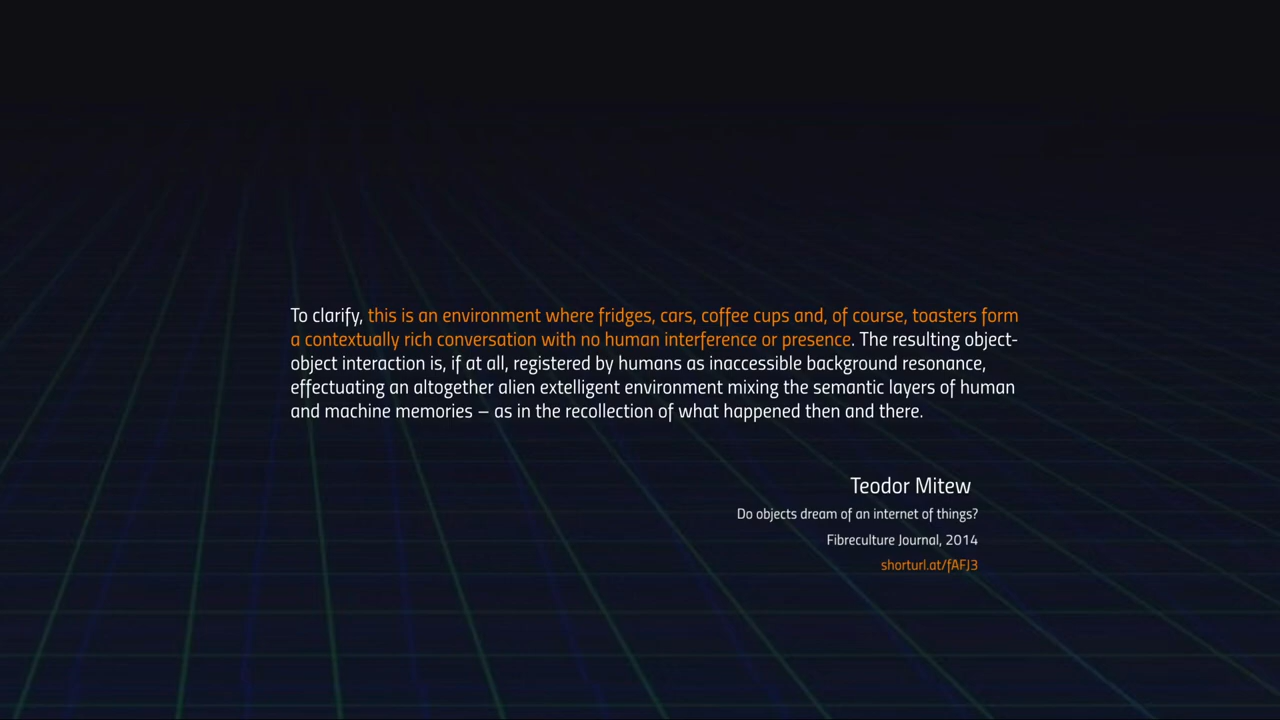 To clarify, this is an environment where fridges, cars, coffee cups and, of course, toasters form
a contextually rich conversation with no human interference or presence. The resulting object-
object interaction is, if at all, registered by humans as inaccessible background resonance,
effectuating an altogether alien extelligent environment mixing the semantic layers of human
and machine memories – as in the recollection of what happened then and there.
Teodor Mitew
Do objects dream of an internet of things?
Fibreculture Journal, 2014
shorturl.at/fAFJ3